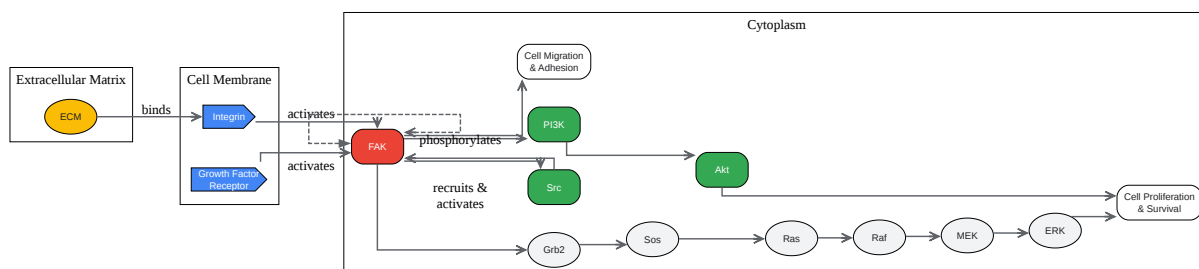 Cytoplasm
Extracellular Matrix
Cell Membrane
Cell Migration
& Adhesion
ECM
binds
Integrin
activates
FAK
phosphorylates
PI3K
Growth Factor
Receptor
activates
recruits &
activates
Src
Akt
Cell Proliferation
& Survival
Grb2
Sos
Ras
Raf
MEK
ERK